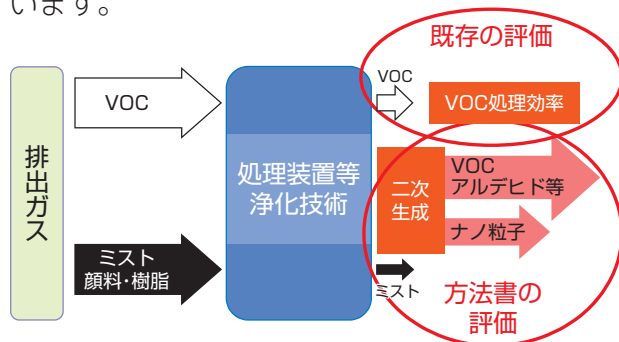 います。
既存の評価
VOC
VOC
VOC処理効率
排出ガス
処理装置等
浄化技術
二次
生成
VOC
アルデヒド等
ナノ粒子
ミスト
顔料・樹脂
ミスト
方法書の
評価